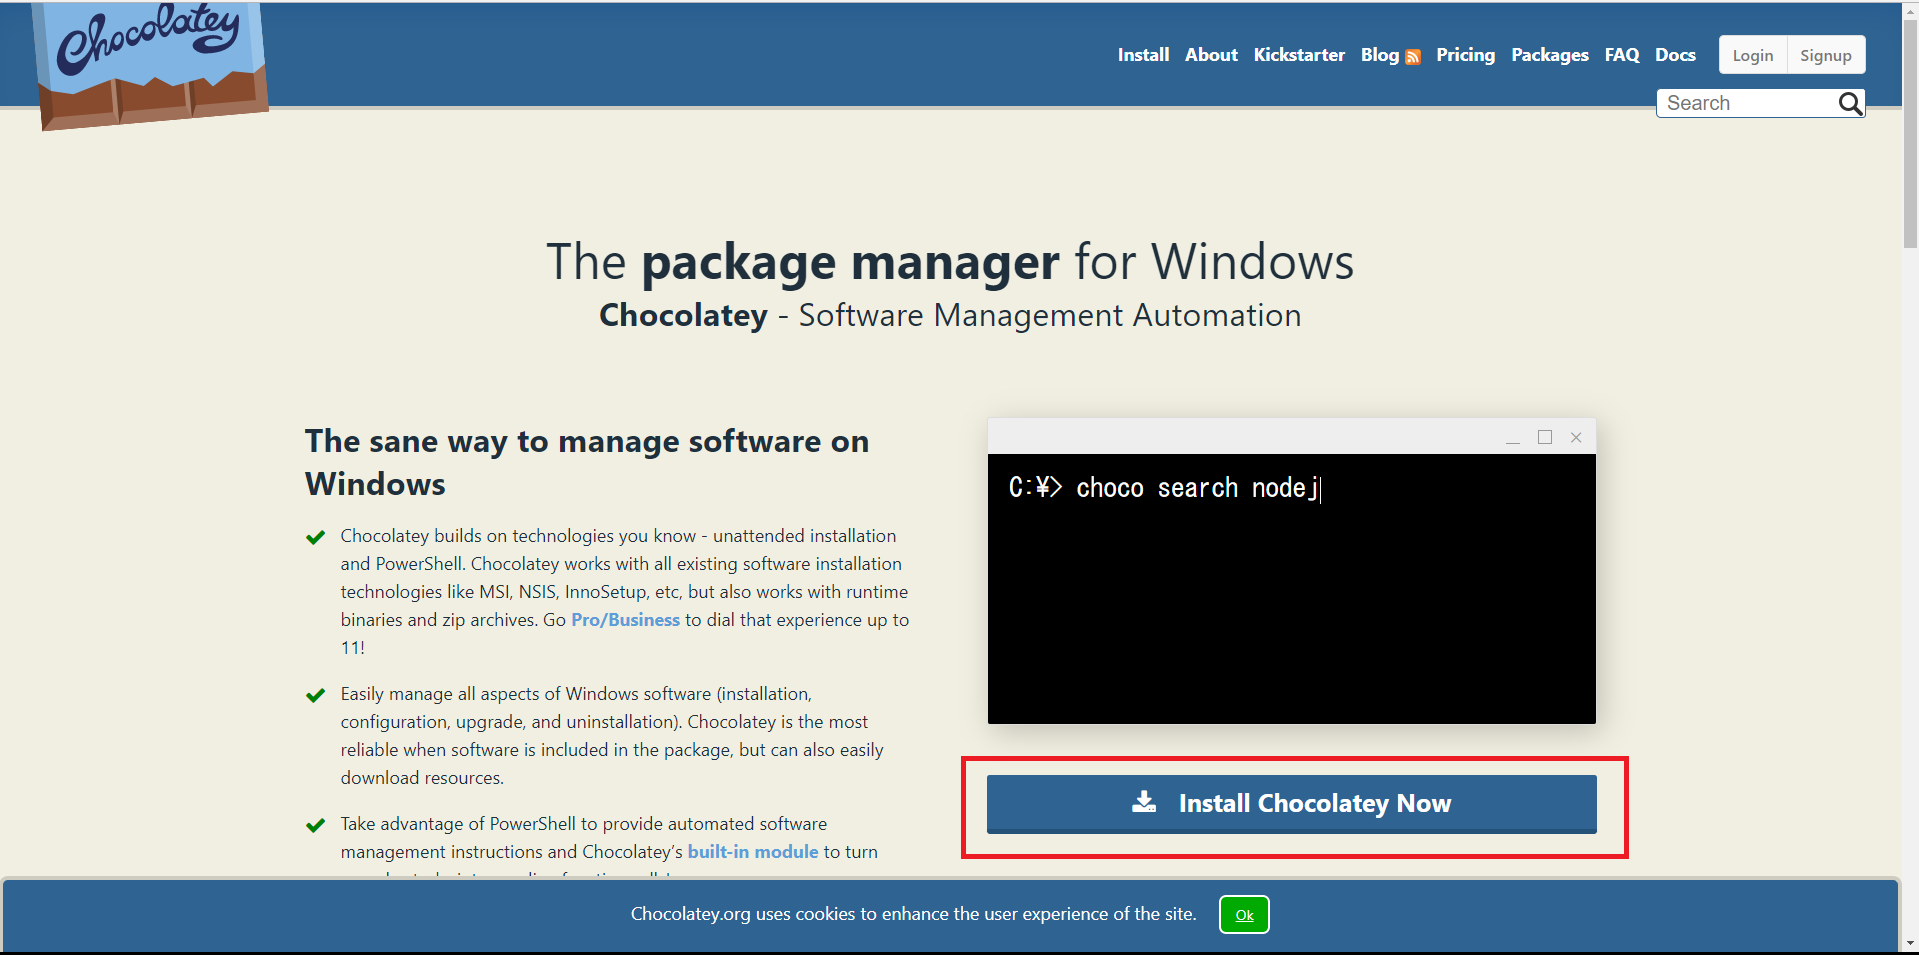 Chocolatey
Install About Kickstarter Blog Pricing Packages FAQ Docs Login Signup
Search
The package manager for Windows
Chocolatey - Software Management Automation
The sane way to manage software on
Windows
Chocolatey builds on technologies you know - unattended installation
and PowerShell. Chocolatey works with all existing software installation
technologies like MSI, NSIS, InnoSetup, etc, but also works with runtime
binaries and zip archives. Go Pro/Business to dial that experience up to
11!
Easily manage all aspects of Windows software (installation,
configuration, upgrade, and uninstallation). Chocolatey is the most
reliable when software is included in the package, but can also easily
download resources.
Take advantage of PowerShell to provide automated software
management instructions and Chocolatey's built-in module to turn
C:¥> choco search nodej
Install Chocolatey Now
Chocolatey.org uses cookies to enhance the user experience of the site. Ok